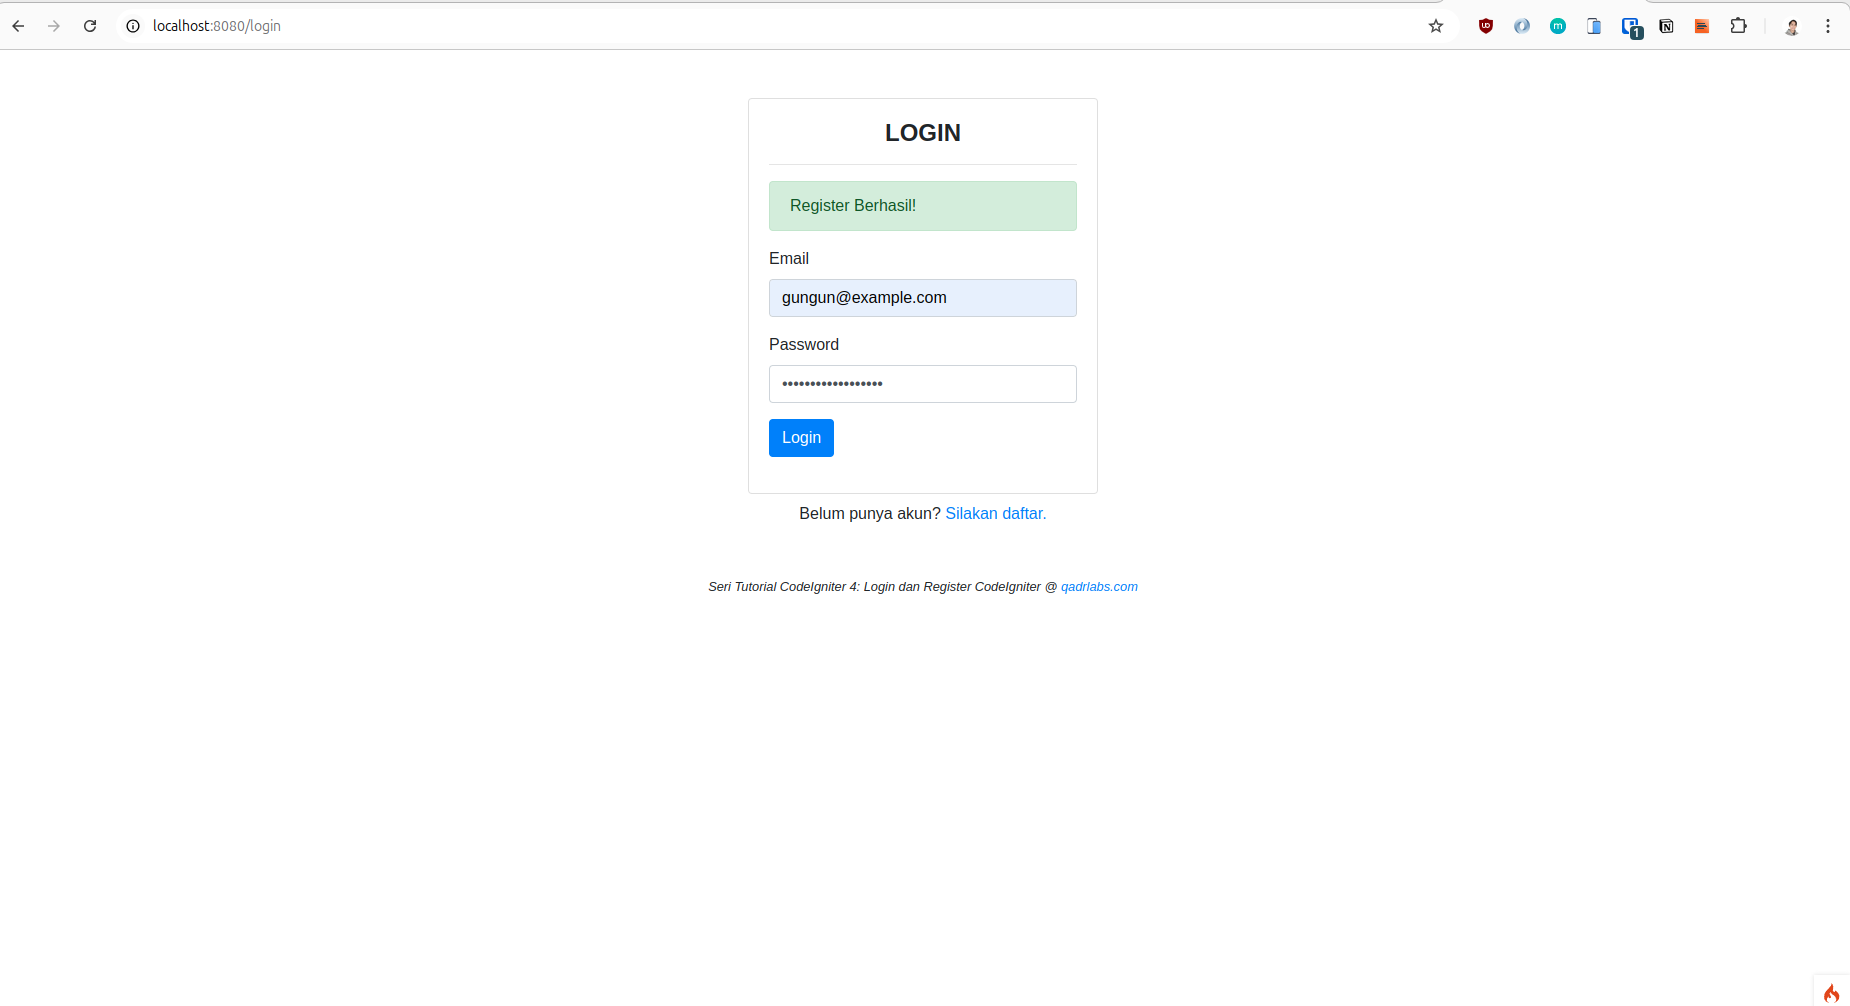 localhost:8080/login
1
LOGIN
Register Berhasil!
Email
gungun@example.com
Password
••••••••••••••••••
Login
Belum punya akun? Silakan daftar.
Seri Tutorial CodeIgniter 4: Login dan Register CodeIgniter @ qadrlabs.com